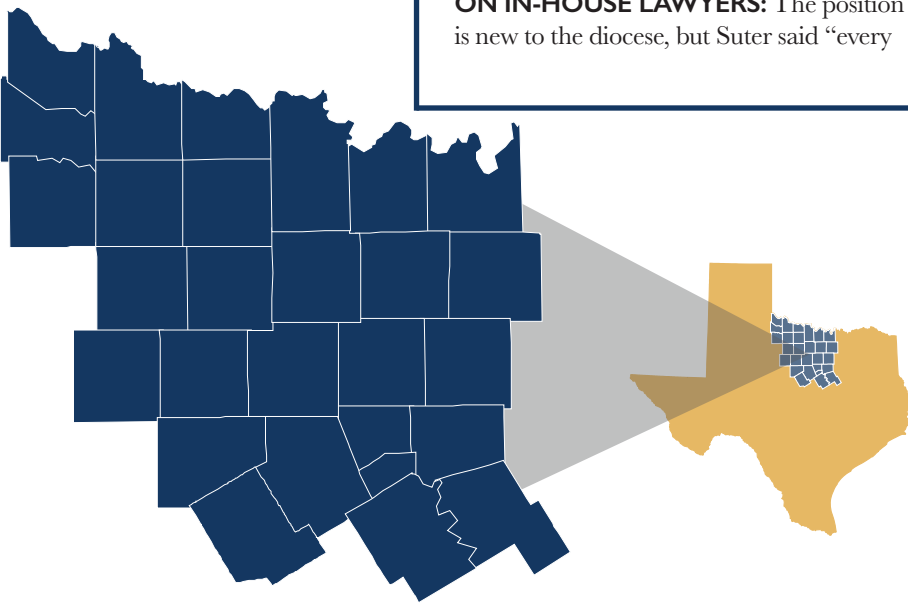 ON IN-HOUSE LAWYERS: The position
is new to the diocese, but Suter said “every